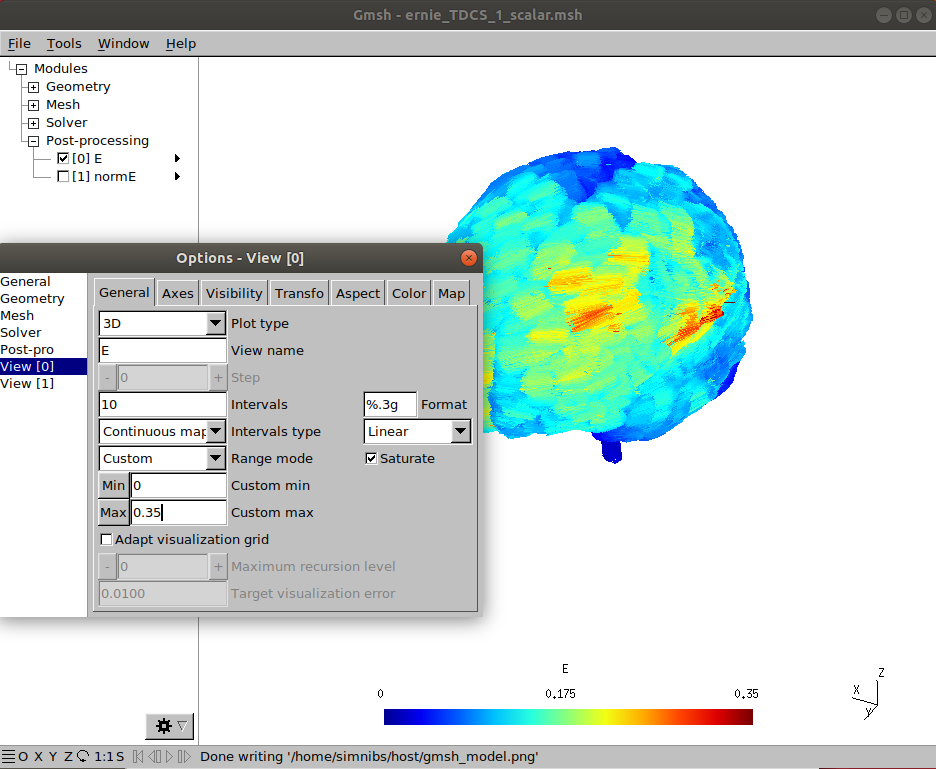 Gmsh - ernie_TDCS_1_scalar.msh
File Tools Window Help
Modules
Geometry
Mesh
Solver
Post-processing
[0] E
[1] normE
Options - View [0]
General
Geometry
Mesh
Solver
Post-pro
View [0]
View [1]
General Axes Visibility Transfo Aspect Color Map
3D Plot type
E View name
- 0 + Step
10 Intervals %.3g Format
Continuous map Intervals type Linear
Custom Range mode Saturate
Min 0 Custom min
Max 0.35 Custom max
Adapt visualization grid
- 0 + Maximum recursion level
0.0100 Target visualization error
E
0 0.175 0.35
Z
X
Y
O X Y Z 1:1 S Done writing '/home/simnibs/host/gmsh_model.png'